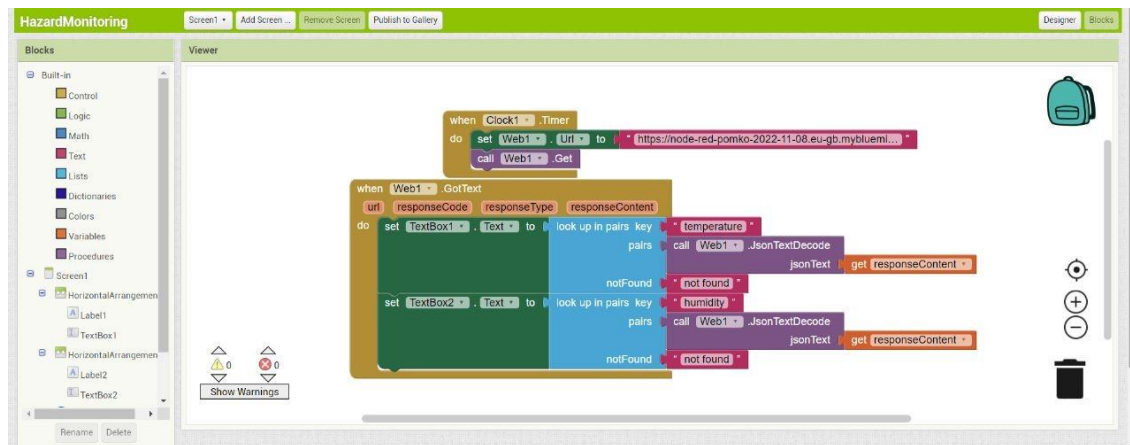 HazardMonitoring
Screen1
Add Screen ...
Remove Screen
Publish to Gallery
Designer
Blocks
Blocks
Viewer
Built-in
Control
Logic
Math
Text
Lists
Dictionaries
Colors
Variables
Procedures
Screen1
HorizontalArrangemen
Label1
TextBox1
HorizontalArrangemen
Label2
TextBox2
Rename
Delete
when Clock1 .Timer
do set Web1 . Url to " https://node-red-pomko-2022-11-08.eu-gb.mybluemi... "
call Web1 .Get
when Web1 .GotText
url responseCode responseType responseContent
do set TextBox1 . Text to look up in pairs key " temperature "
pairs call Web1 .JsonTextDecode
jsonText get responseContent
notFound " not found "
set TextBox2 . Text to look up in pairs key " humidity "
pairs call Web1 .JsonTextDecode
jsonText get responseContent
notFound " not found "
0 0
Show Warnings